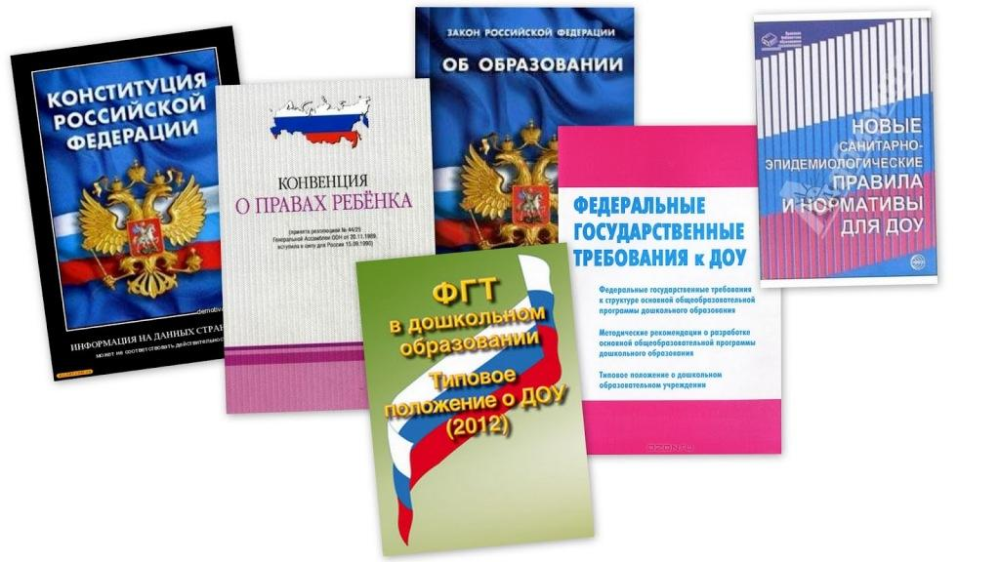 КОНСТИТУЦИЯ
РОССИЙСКОЙ
ФЕДЕРАЦИИ
demotiv
ИНФОРМАЦИЯ НА ДАННЫХ СТРАН
может не соответствовать действительнос
КОНВЕНЦИЯ
О ПРАВАХ РЕБЁНКА
(принята резолюцией № 44/25
Генеральной Ассамблеи ООН от 20.11.1989,
вступила в силу для России 15.09.1990)
ЗАКОН РОССИЙСКОЙ ФЕДЕРАЦИИ
ОБ ОБРАЗОВАНИИ
ФГТ
в дошкольном
образовании
Типовое
положение о ДОУ
(2012)
ФЕДЕРАЛЬНЫЕ
ГОСУДАРСТВЕННЫЕ
ТРЕБОВАНИЯ к ДОУ
Федеральные государственные требования
к структуре основной общеобразовательной
программы дошкольного образования
Методические рекомендации о разработке
основной общеобразовательной программы
дошкольного образования
Типовое положение о дошкольном
образовательном учреждении
OZON.RU
НОВЫЕ
САНИТАРНО-
ЭПИДЕМИОЛОГИЧЕСКИЕ
ПРАВИЛА
И НОРМАТИВЫ
ДЛЯ ДОУ